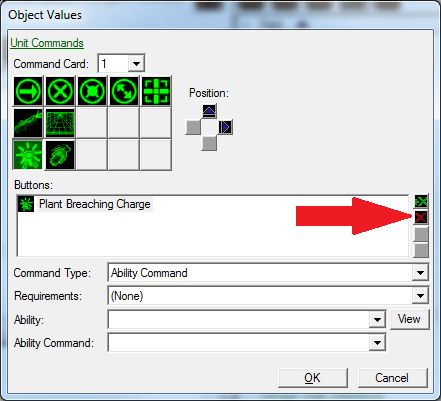 Object Values
Unit Commands
Command Card: 1
Position:
Buttons:
Plant Breaching Charge
Command Type: Ability Command
Requirements: (None)
Ability: View
Ability Command:
OK Cancel